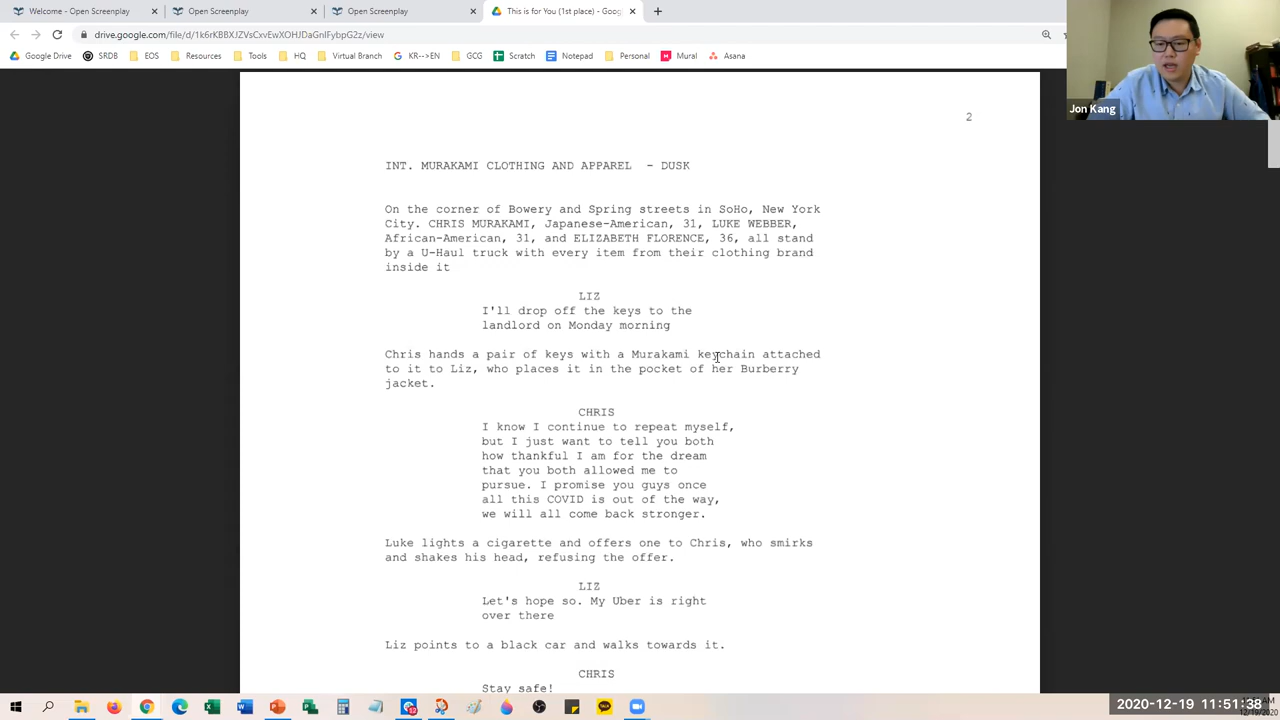 Welcome - Open Screenplay
Open Screenplay
Open Screenplay
This is for You (1st place) - Goog
Google Drive
SRDB
EOS
Resources
Tools
HQ
Virtual Branch
KR-->EN
GCG
Scratch
Notepad
Personal
Mural
Asana
Jon Kang
2
INT. MURAKAMI CLOTHING AND APPAREL - DUSK
On the corner of Bowery and Spring streets in SoHo, New York
City. CHRIS MURAKAMI, Japanese-American, 31, LUKE WEBBER,
African-American, 31, and ELIZABETH FLORENCE, 36, all stand
by a U-Haul truck with every item from their clothing brand
inside it
LIZ
I'll drop off the keys to the
landlord on Monday morning
Chris hands a pair of keys with a Murakami keychain attached
to it to Liz, who places it in the pocket of her Burberry
jacket.
CHRIS
I know I continue to repeat myself,
but I just want to tell you both
how thankful I am for the dream
that you both allowed me to
pursue. I promise you guys once
all this COVID is out of the way,
we will all come back stronger.
Luke lights a cigarette and offers one to Chris, who smirks
and shakes his head, refusing the offer.
LIZ
Let's hope so. My Uber is right
over there
Liz points to a black car and walks towards it.
CHRIS
Stay safe!
2020-12-19 11:51:38
12/19/2020